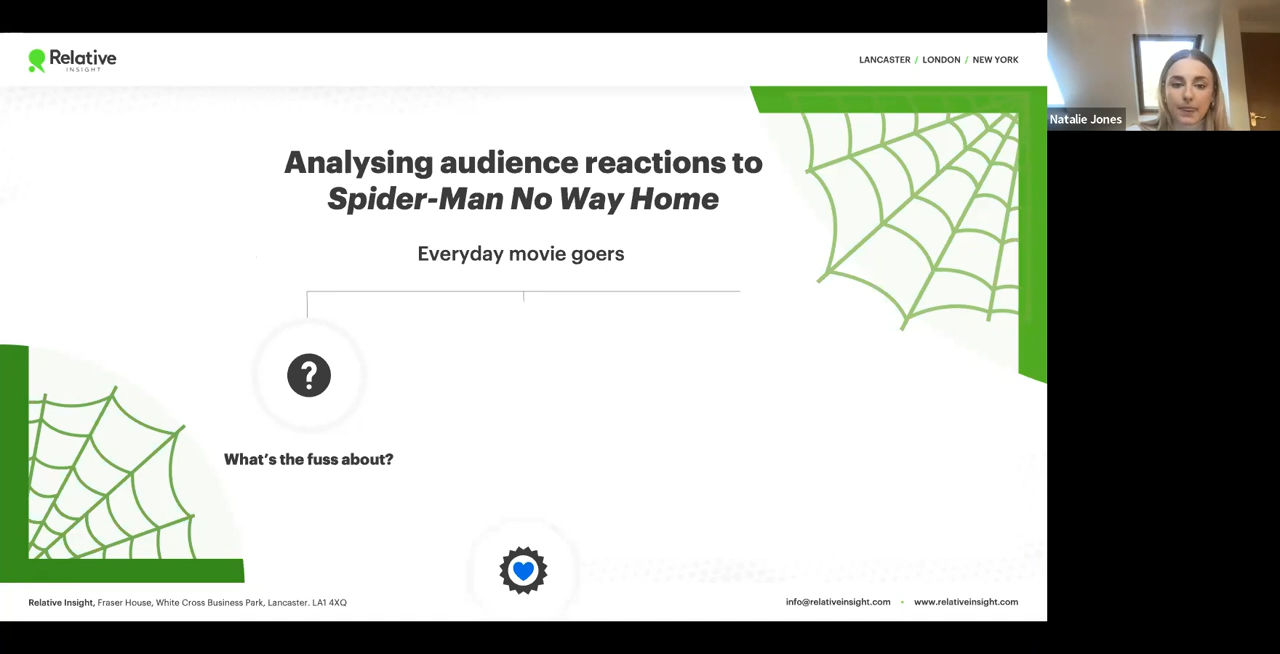 Relative
INSIGHT
LANCASTER / LONDON / NEW YORK
Natalie Jones
Analysing audience reactions to
Spider-Man No Way Home
Everyday movie goers
?
What's the fuss about?
Relative Insight, Fraser House, White Cross Business Park, Lancaster. LA1 4XQ
info@relativeinsight.com • www.relativeinsight.com